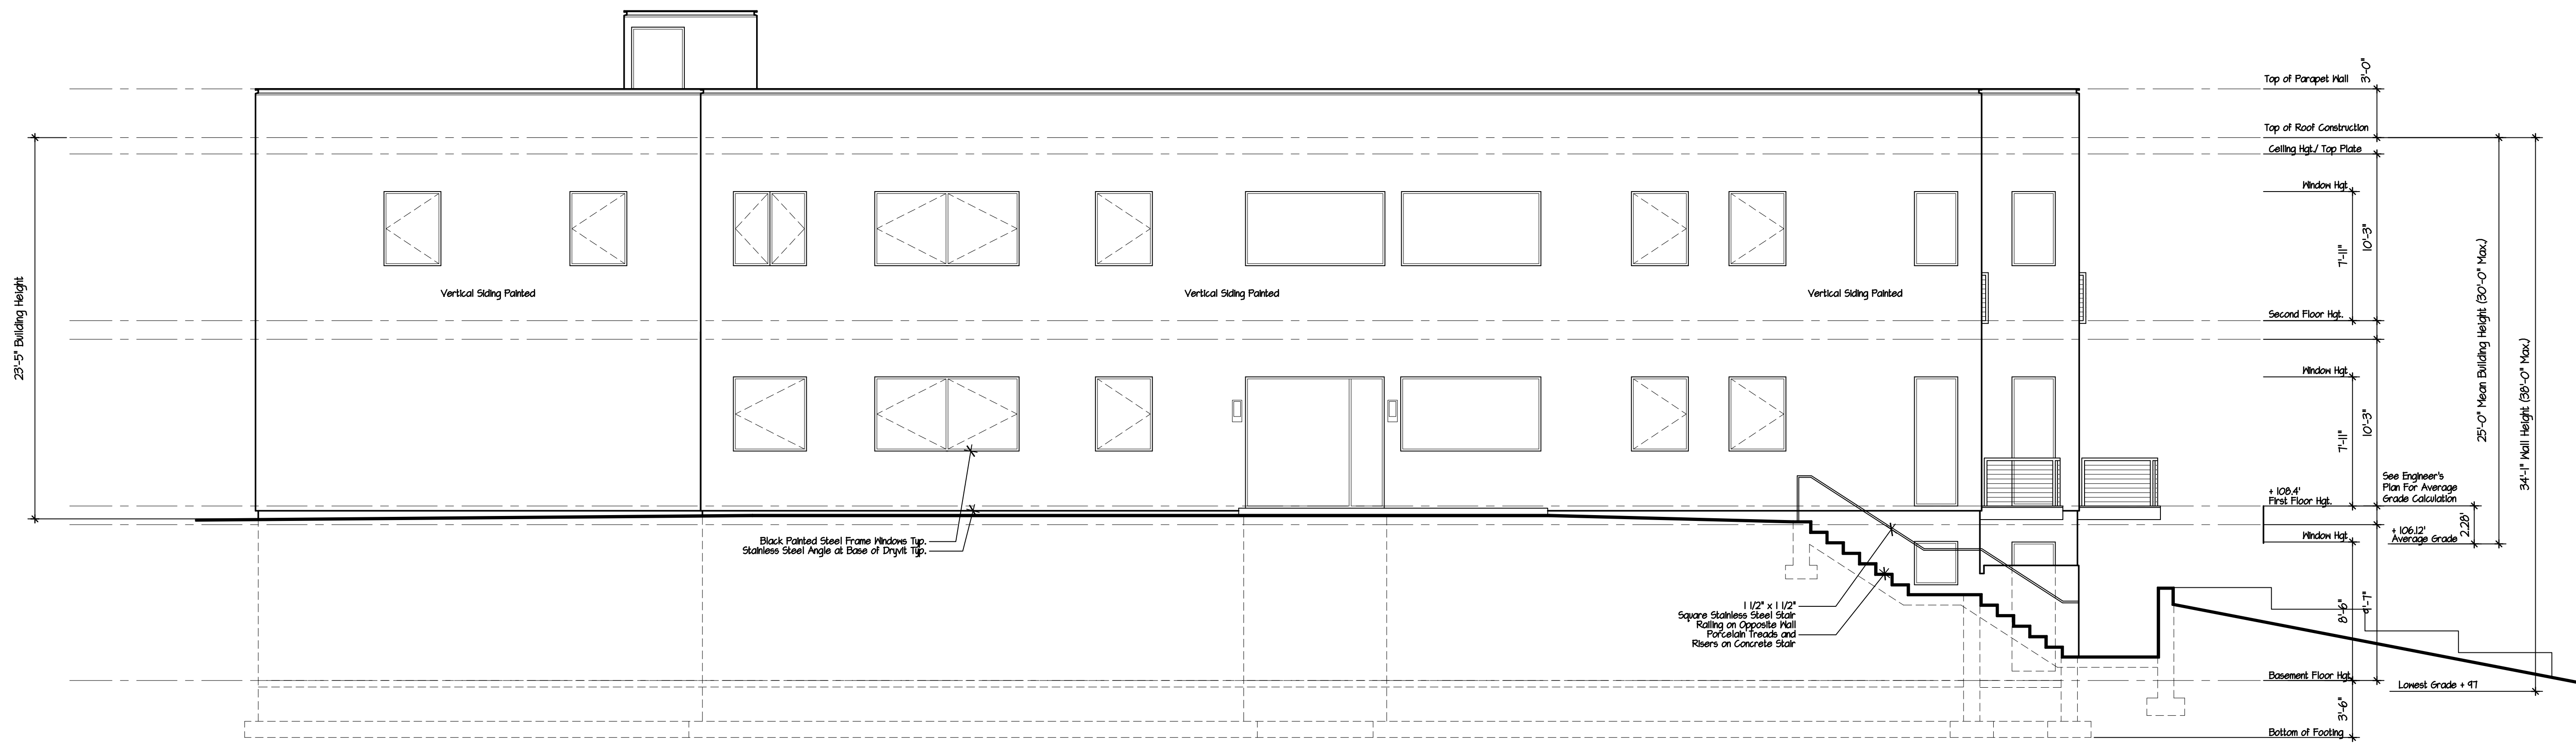 Top of Parapet Wall
3'-0"
Top of Roof Construction
Ceiling Hgt./ Top Plate
Window Hgt.
7'-11"
10'-3"
Second Floor Hgt.
Window Hgt.
7'-11"
10'-3"
+ 108.4'
First Floor Hgt.
See Engineer's
Plan For Average
Grade Calculation
+ 106.12'
Average Grade
2.28'
Window Hgt.
8'-6"
9'-7"
Basement Floor Hgt.
Lowest Grade + 97
3'-6"
Bottom of Footing
25'-0" Mean Building Height (30'-0" Max.)
34'-1" Wall Height (38'-0" Max.)
23'-5" Building Height
Vertical Siding Painted
Vertical Siding Painted
Vertical Siding Painted
Black Painted Steel Frame Windows Typ.
Stainless Steel Angle at Base of Dryvit Typ.
1 1/2" x 1 1/2"
Square Stainless Steel Stair
Railing on Opposite Wall
Porcelain Treads and
Risers on Concrete Stair